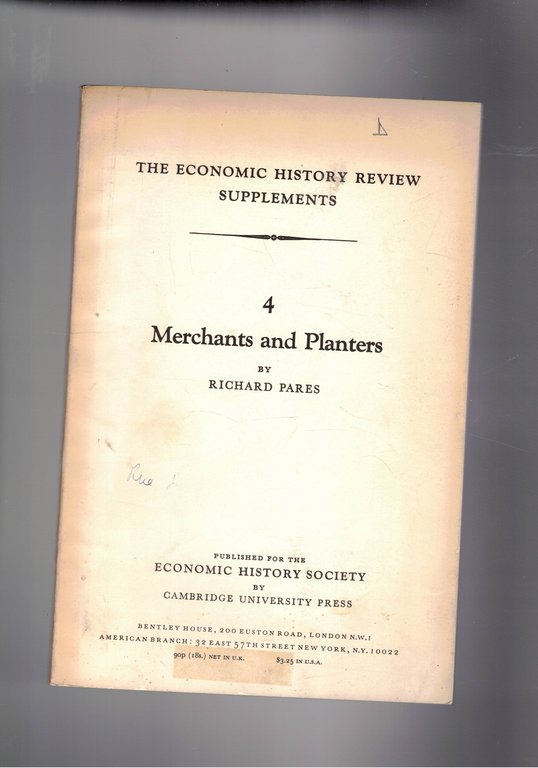 THE ECONOMIC HISTORY REVIEW
SUPPLEMENTS
4
Merchants and Planters
BY
RICHARD PARES
PUBLISHED FOR THE
ECONOMIC HISTORY SOCIETY
BY
CAMBRIDGE UNIVERSITY PRESS
BENTLEY HOUSE, 200 EUSTON ROAD, LONDON N.W.1
AMERICAN BRANCH: 32 EAST 57TH STREET NEW YORK, N.Y. 10022
90p (18s.) NET IN U.K. $3.25 IN U.S.A.